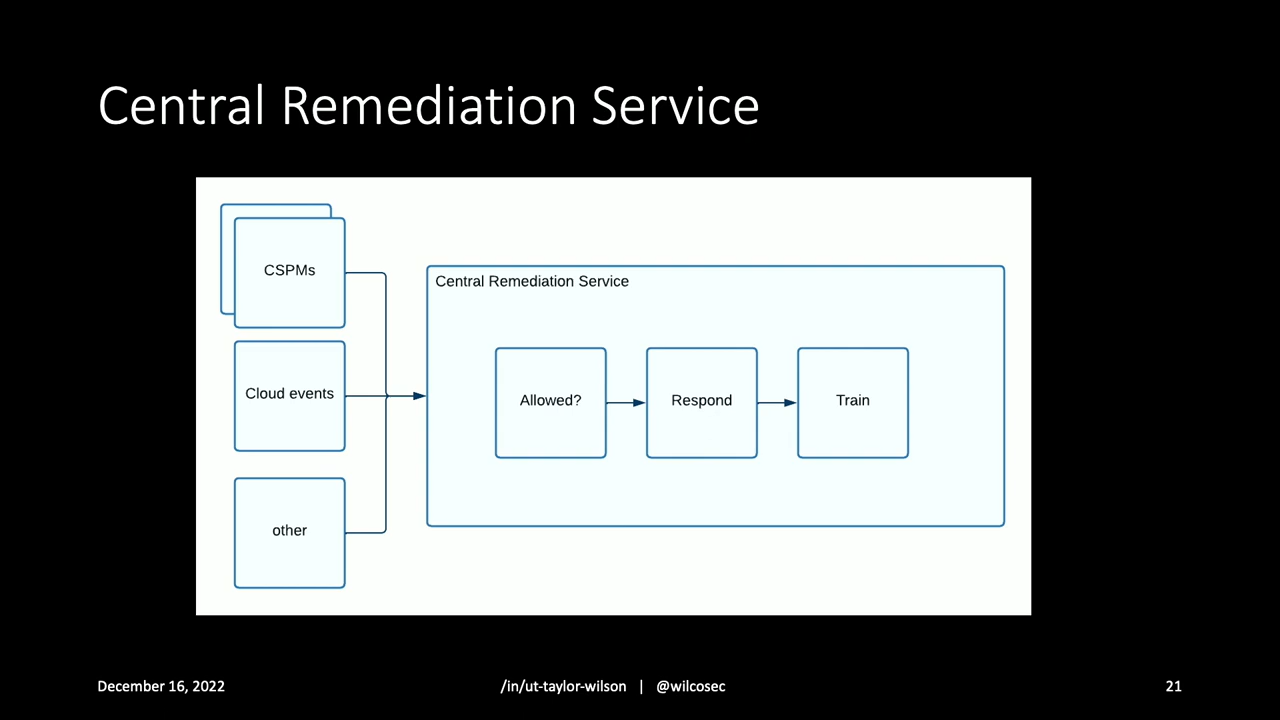 Central Remediation Service
CSPMs
Cloud events
other
Central Remediation Service
Allowed?
Respond
Train
December 16, 2022
/in/ut-taylor-wilson | @wilcosec
21